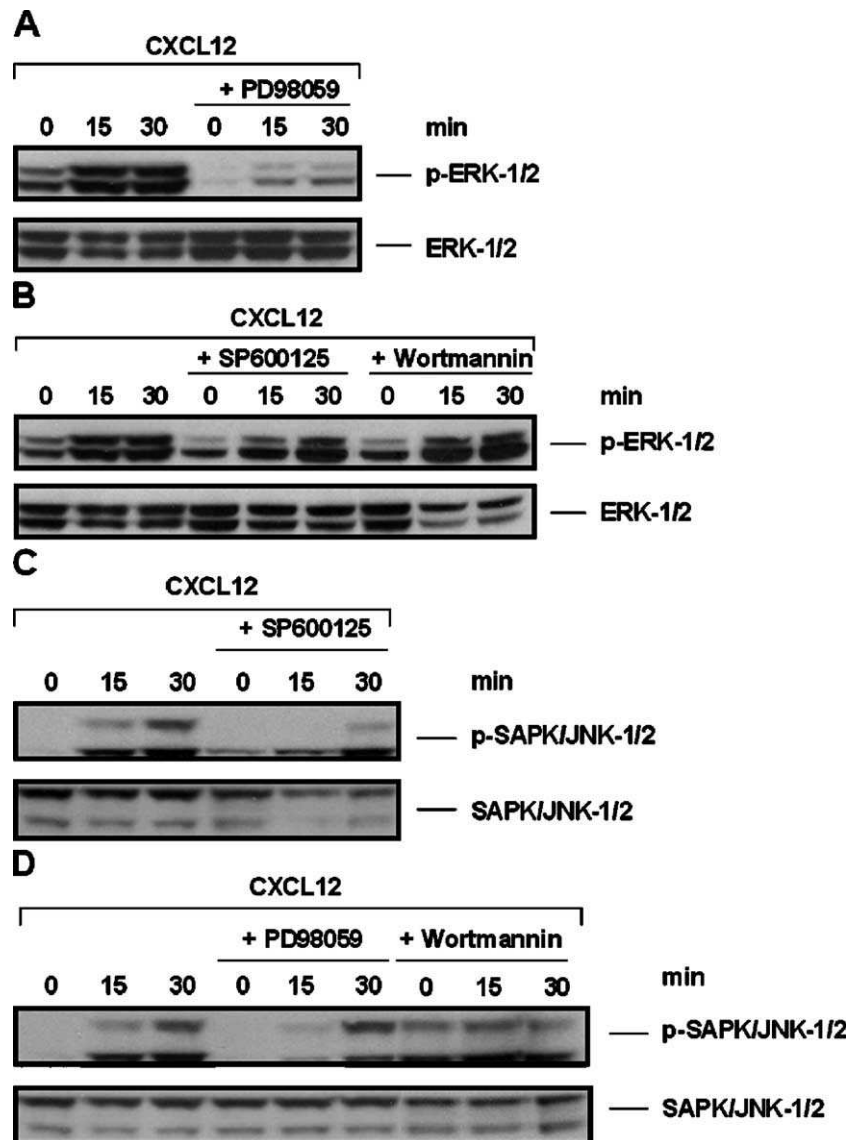 A
CXCL12
+ PD98059
0 15 30 0 15 30 min
p-ERK-1/2
ERK-1/2
B
CXCL12
+ SP600125 + Wortmannin
0 15 30 0 15 30 0 15 30 min
p-ERK-1/2
ERK-1/2
C
CXCL12
+ SP600125
0 15 30 0 15 30 min
p-SAPK/JNK-1/2
SAPK/JNK-1/2
D
CXCL12
+ PD98059 + Wortmannin
0 15 30 0 15 30 0 15 30 min
p-SAPK/JNK-1/2
SAPK/JNK-1/2